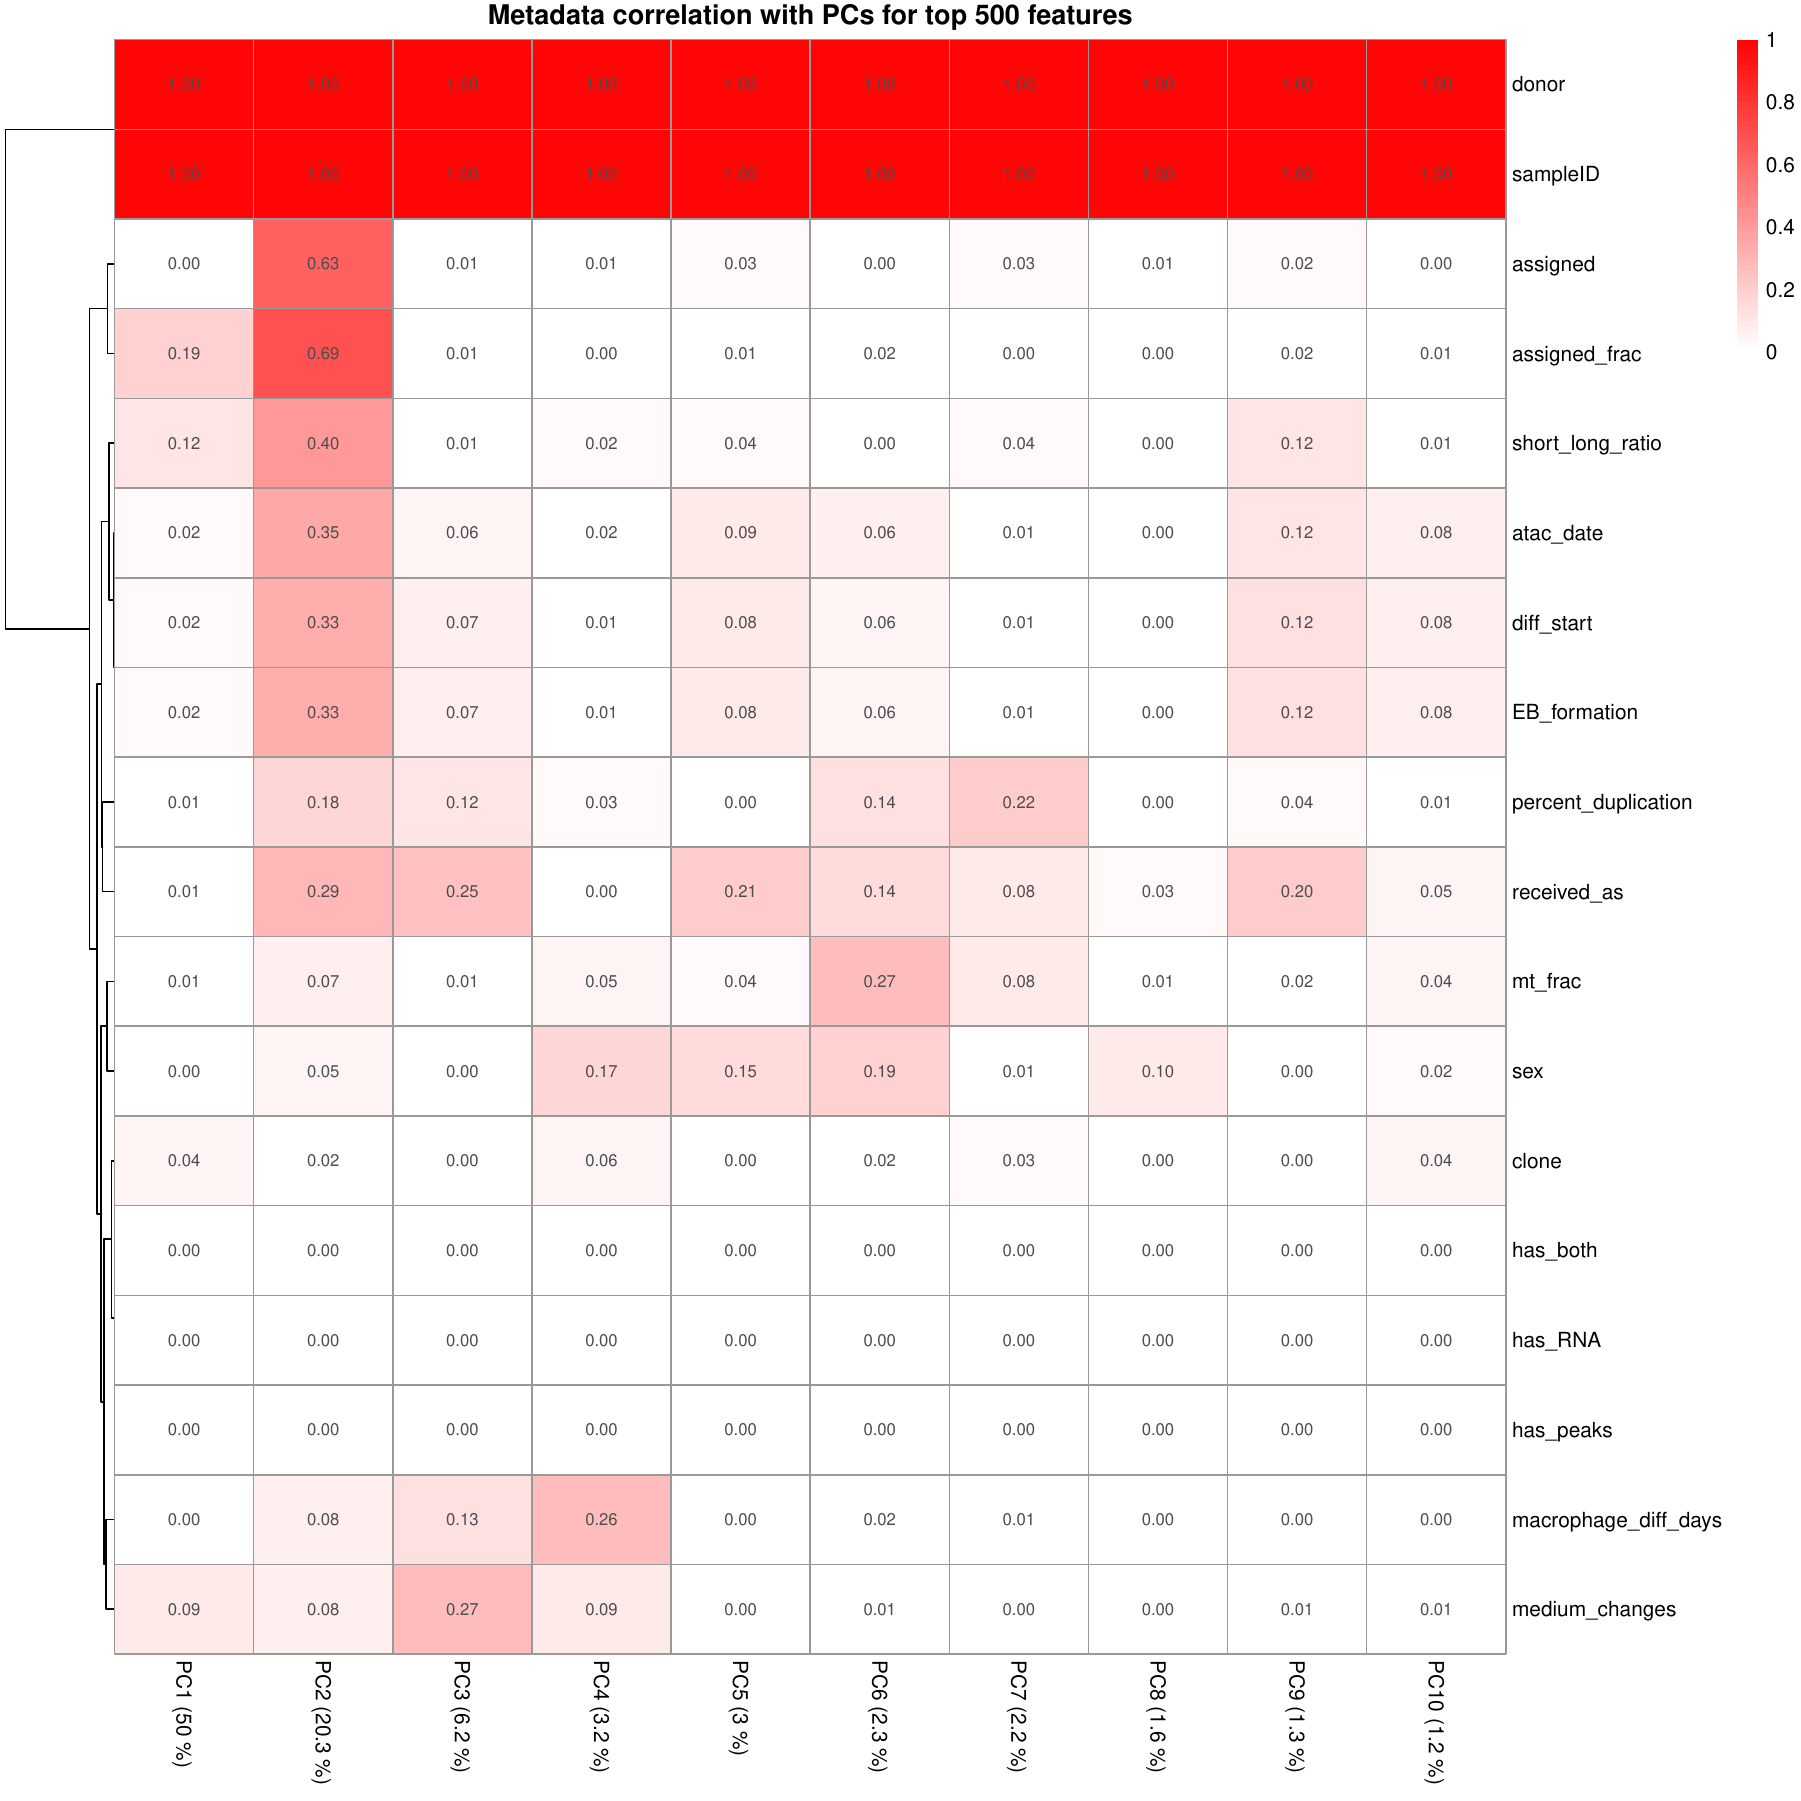 Metadata correlation with PCs for top 500 features
1.00 1.00 1.00 1.00 1.00 1.00 1.00 1.00 1.00 1.00 donor
1.00 1.00 1.00 1.00 1.00 1.00 1.00 1.00 1.00 1.00 sampleID
0.00 0.63 0.01 0.01 0.03 0.00 0.03 0.01 0.02 0.00 assigned
0.19 0.69 0.01 0.00 0.01 0.02 0.00 0.00 0.02 0.01 assigned_frac
0.12 0.40 0.01 0.02 0.04 0.00 0.04 0.00 0.12 0.01 short_long_ratio
0.02 0.35 0.06 0.02 0.09 0.06 0.01 0.00 0.12 0.08 atac_date
0.02 0.33 0.07 0.01 0.08 0.06 0.01 0.00 0.12 0.08 diff_start
0.02 0.33 0.07 0.01 0.08 0.06 0.01 0.00 0.12 0.08 EB_formation
0.01 0.18 0.12 0.03 0.00 0.14 0.22 0.00 0.04 0.01 percent_duplication
0.01 0.29 0.25 0.00 0.21 0.14 0.08 0.03 0.20 0.05 received_as
0.01 0.07 0.01 0.05 0.04 0.27 0.08 0.01 0.02 0.04 mt_frac
0.00 0.05 0.00 0.17 0.15 0.19 0.01 0.10 0.00 0.02 sex
0.04 0.02 0.00 0.06 0.00 0.02 0.03 0.00 0.00 0.04 clone
0.00 0.00 0.00 0.00 0.00 0.00 0.00 0.00 0.00 0.00 has_both
0.00 0.00 0.00 0.00 0.00 0.00 0.00 0.00 0.00 0.00 has_RNA
0.00 0.00 0.00 0.00 0.00 0.00 0.00 0.00 0.00 0.00 has_peaks
0.00 0.08 0.13 0.26 0.00 0.02 0.01 0.00 0.00 0.00 macrophage_diff_days
0.09 0.08 0.27 0.09 0.00 0.01 0.00 0.00 0.01 0.01 medium_changes
PC1 (50 %)
PC2 (20.3 %)
PC3 (6.2 %)
PC4 (3.2 %)
PC5 (3 %)
PC6 (2.3 %)
PC7 (2.2 %)
PC8 (1.6 %)
PC9 (1.3 %)
PC10 (1.2 %)
1
0.8
0.6
0.4
0.2
0